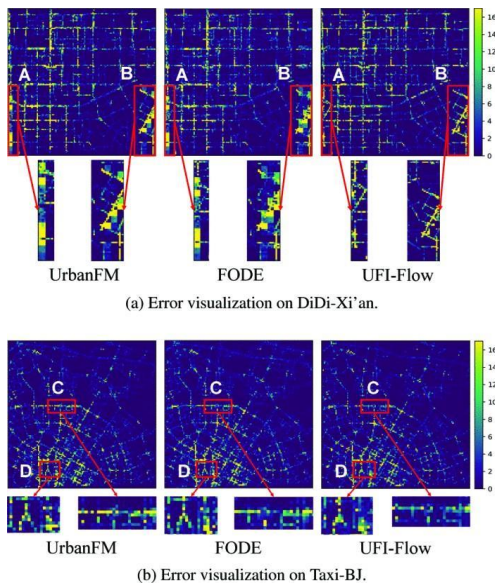 A B A B A B
16
14
12
10
8
6
4
2
0
UrbanFM FODE UFI-Flow
(a) Error visualization on DiDi-Xi'an.
C C C
D D D
16
14
12
10
8
6
4
2
0
UrbanFM FODE UFI-Flow
(b) Error visualization on Taxi-BJ.